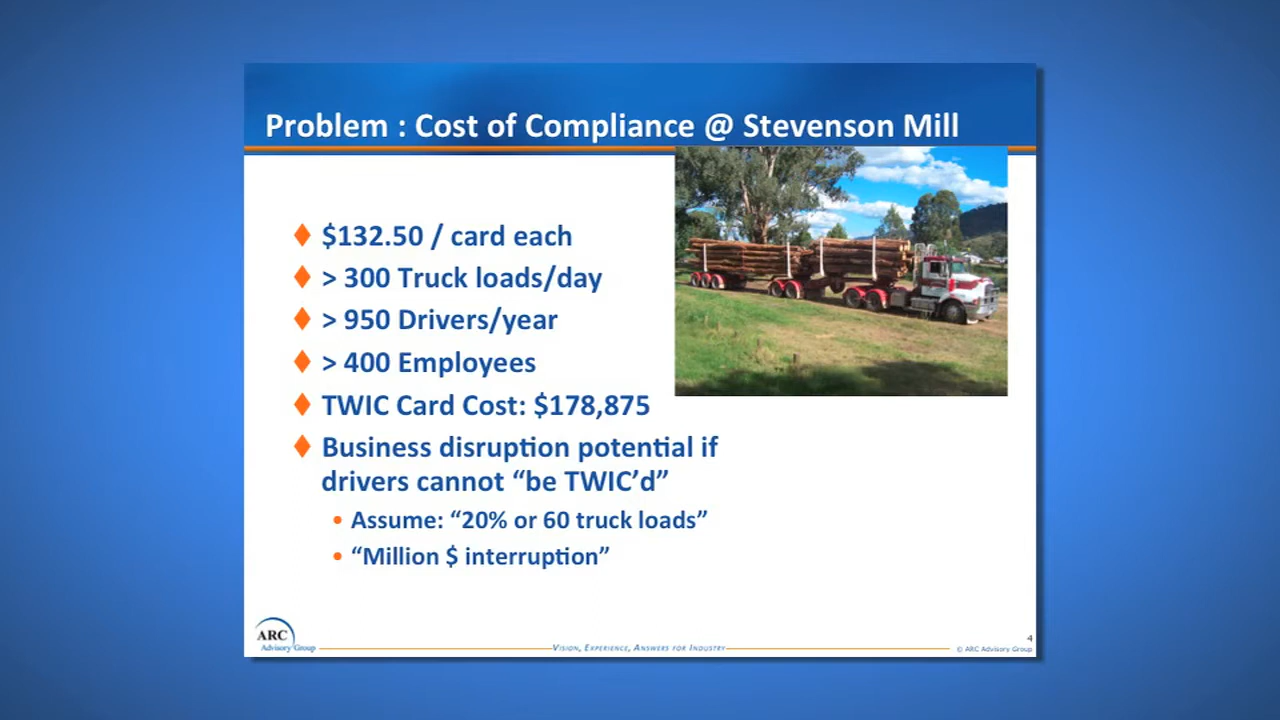 Problem : Cost of Compliance @ Stevenson Mill
$132.50 / card each
> 300 Truck loads/day
> 950 Drivers/year
> 400 Employees
TWIC Card Cost: $178,875
Business disruption potential if
drivers cannot “be TWIC’d”
Assume: “20% or 60 truck loads”
“Million $ interruption”
ARC
Advisory Group
Vision, Experience, Answers for Industry
4
© ARC Advisory Group